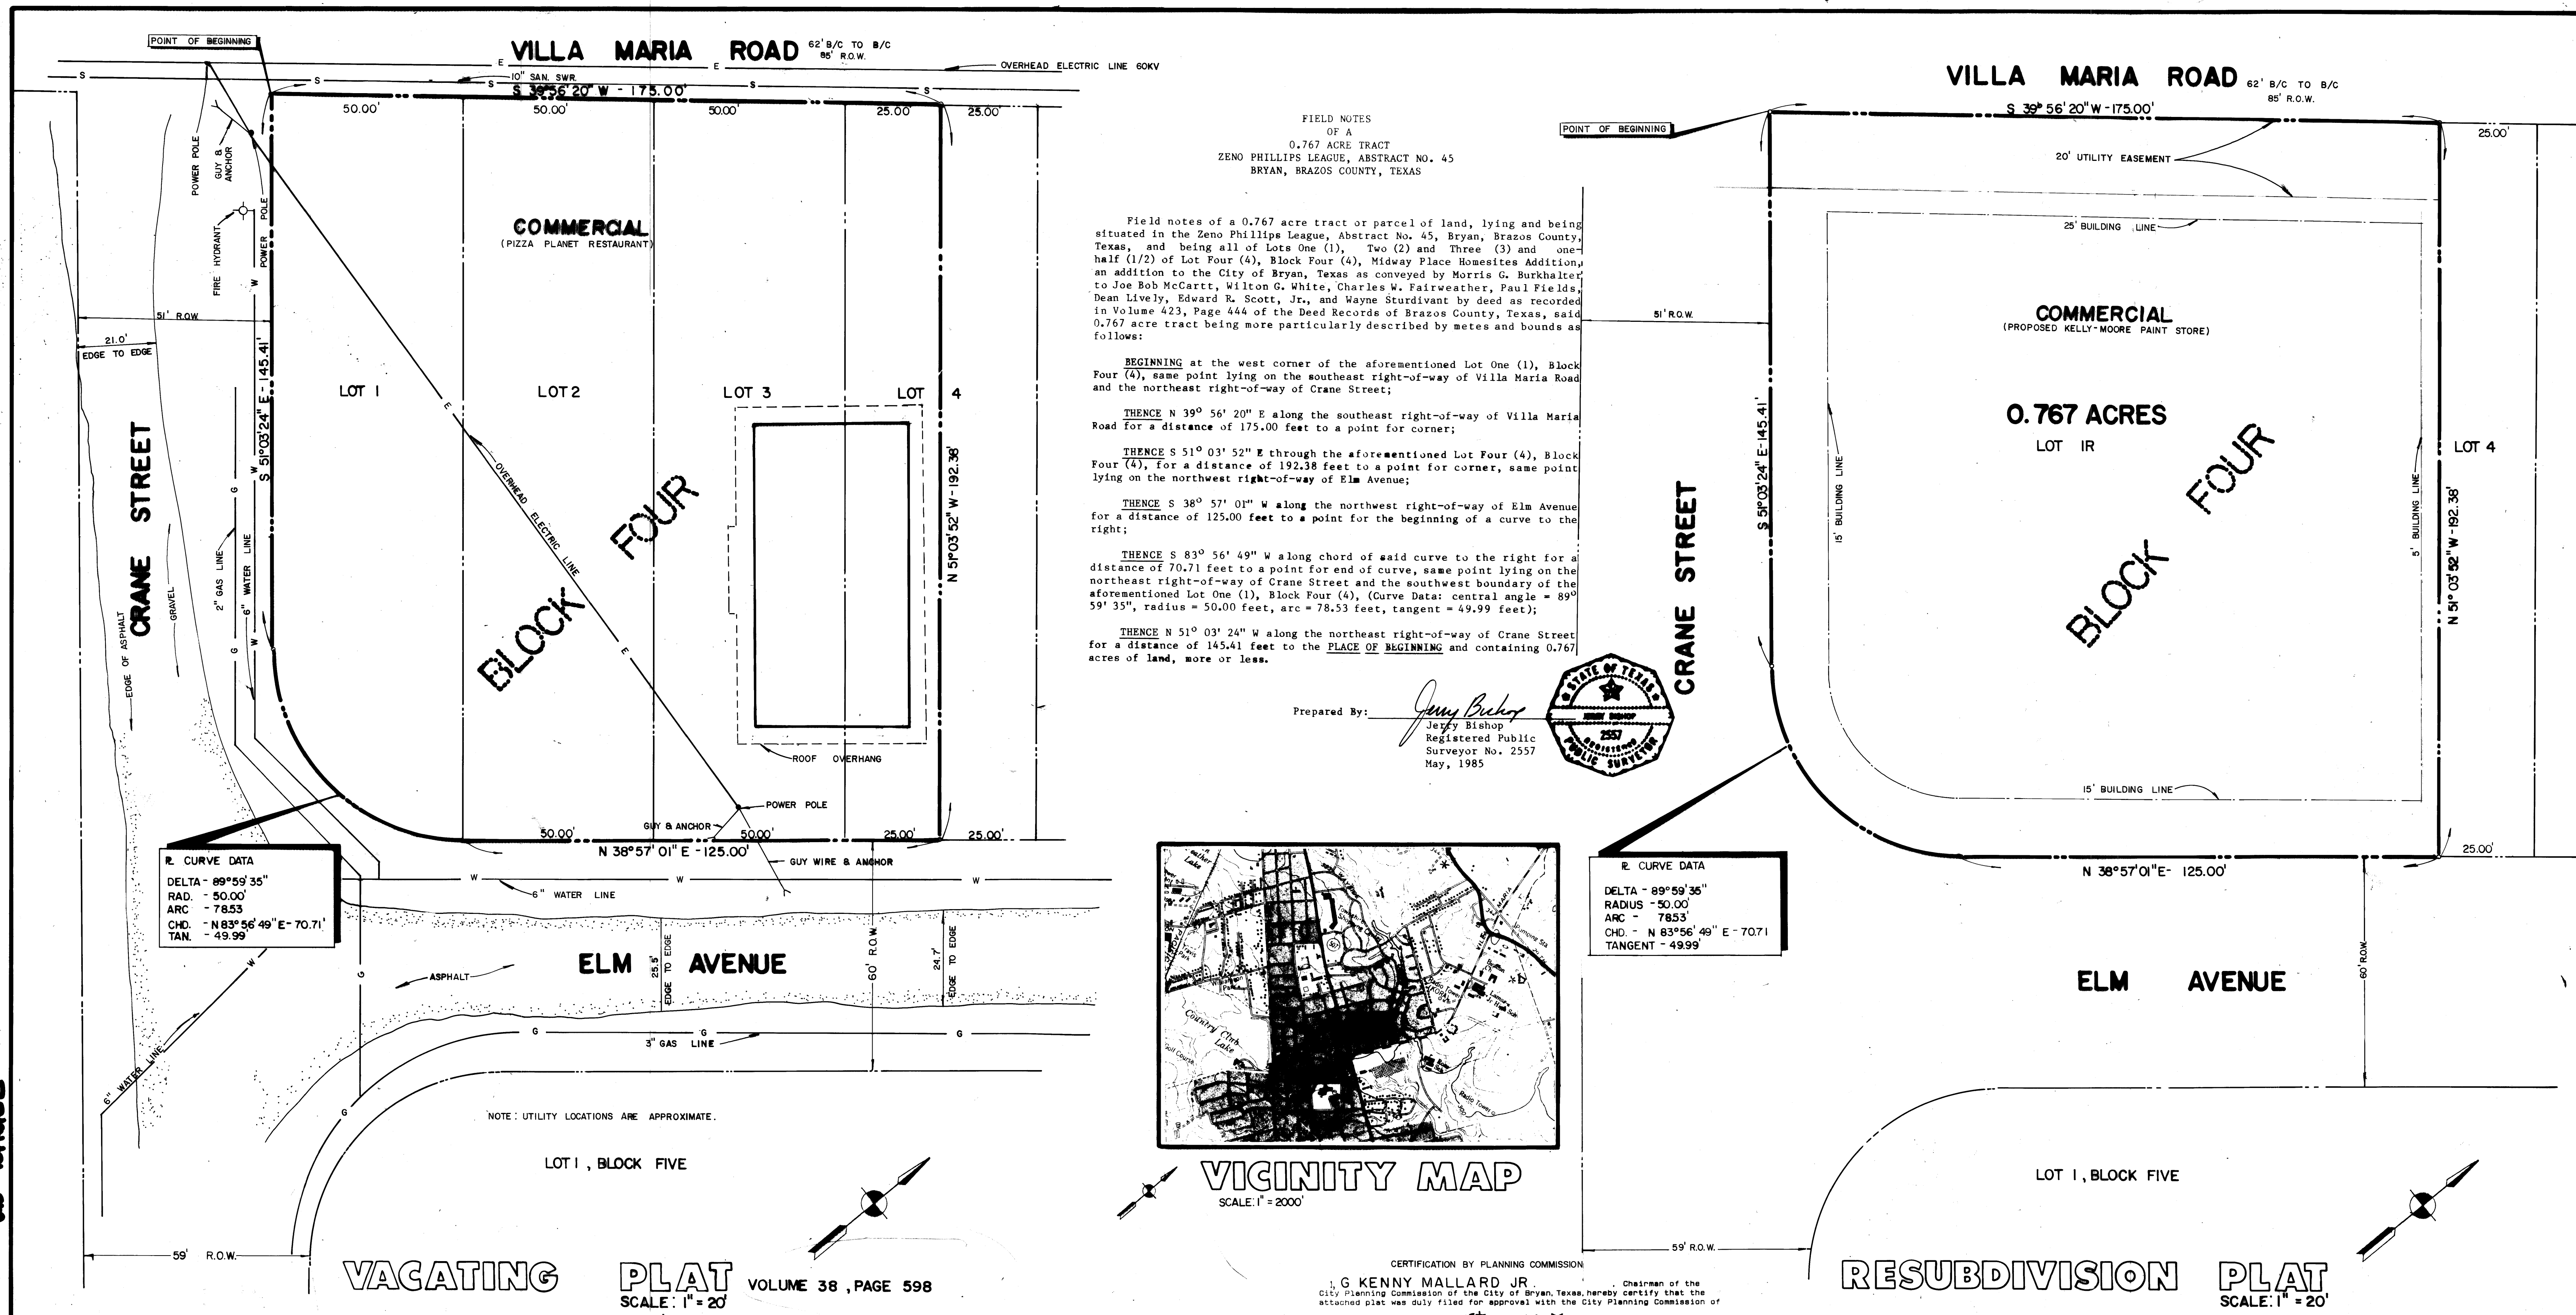 POINT OF BEGINNING
VILLA MARIA ROAD
62' B/C TO B/C
85' R.O.W.
S
E
E
OVERHEAD ELECTRIC LINE 60KV
S
10" SAN. SWR.
S
S
S
S 39°56'20" W - 175.00'
50.00'
50.00'
50.00'
25.00'
25.00'
POWER POLE
GUY &
ANCHOR
FIRE HYDRANT
POWER POLE
W
COMMERCIAL
(PIZZA PLANET RESTAURANT)
51' R.O.W.
21.0'
EDGE TO EDGE
S 51°03'24" E - 145.41'
LOT 1
LOT 2
LOT 3
LOT 4
E
CRANE STREET
OVERHEAD ELECTRIC LINE
BLOCK FOUR
N 51°03'52" W - 192.38'
G
W
2" GAS LINE
6" WATER LINE
GRAVEL
EDGE OF ASPHALT
G
W
W
E
ROOF OVERHANG
POWER POLE
GUY & ANCHOR
50.00'
50.00'
25.00'
25.00'
N 38°57'01" E - 125.00'
GUY WIRE & ANCHOR
P CURVE DATA
DELTA - 89°59'35"
RAD. - 50.00'
ARC - 78.53
CHD. - N 83°56'49" E - 70.71'
TAN. - 49.99'
W
W
W
6" WATER LINE
W
G
ASPHALT
ELM AVENUE
25.5'
EDGE TO EDGE
60' R.O.W.
24.7'
EDGE TO EDGE
G
G
G
3" GAS LINE
6" WATER LINE
G
NOTE: UTILITY LOCATIONS ARE APPROXIMATE.
LOT 1, BLOCK FIVE
59' R.O.W.
VACATING PLAT
VOLUME 38, PAGE 598
SCALE: 1" = 20'
FIELD NOTES
OF A
0.767 ACRE TRACT
ZENO PHILLIPS LEAGUE, ABSTRACT NO. 45
BRYAN, BRAZOS COUNTY, TEXAS
Field notes of a 0.767 acre tract or parcel of land, lying and being
situated in the Zeno Phillips League, Abstract No. 45, Bryan, Brazos County,
Texas, and being all of Lots One (1), Two (2) and Three (3) and one-
half (1/2) of Lot Four (4), Block Four (4), Midway Place Homesites Addition,
an addition to the City of Bryan, Texas as conveyed by Morris G. Burkhalter
to Joe Bob McCartt, Wilton G. White, Charles W. Fairweather, Paul Fields,
Dean Lively, Edward R. Scott, Jr., and Wayne Sturdivant by deed as recorded
in Volume 423, Page 444 of the Deed Records of Brazos County, Texas, said
0.767 acre tract being more particularly described by metes and bounds as
follows:
BEGINNING at the west corner of the aforementioned Lot One (1), Block
Four (4), same point lying on the southeast right-of-way of Villa Maria Road
and the northeast right-of-way of Crane Street;
THENCE N 39° 56' 20" E along the southeast right-of-way of Villa Maria
Road for a distance of 175.00 feet to a point for corner;
THENCE S 51° 03' 52" E through the aforementioned Lot Four (4), Block
Four (4), for a distance of 192.38 feet to a point for corner, same point
lying on the northwest right-of-way of Elm Avenue;
THENCE S 38° 57' 01" W along the northwest right-of-way of Elm Avenue
for a distance of 125.00 feet to a point for the beginning of a curve to the
right;
THENCE S 83° 56' 49" W along chord of said curve to the right for a
distance of 70.71 feet to a point for end of curve, same point lying on the
northeast right-of-way of Crane Street and the southwest boundary of the
aforementioned Lot One (1), Block Four (4), (Curve Data: central angle = 89°
59' 35", radius = 50.00 feet, arc = 78.53 feet, tangent = 49.99 feet);
THENCE N 51° 03' 24" W along the northeast right-of-way of Crane Street
for a distance of 145.41 feet to the PLACE OF BEGINNING and containing 0.767
acres of land, more or less.
Prepared By: Jerry Bishop
Jerry Bishop
Registered Public
Surveyor No. 2557
May, 1985
STATE OF TEXAS
JERRY BISHOP
2557
REGISTERED
PUBLIC SURVEYOR
Country Club
Lake
Golf Course
Radio Tower
VICINITY MAP
SCALE: 1" = 2000'
CERTIFICATION BY PLANNING COMMISSION
I, G KENNY MALLARD JR. , Chairman of the
City Planning Commission of the City of Bryan, Texas, hereby certify that the
attached plat was duly filed for approval with the City Planning Commission of
VILLA MARIA ROAD
62' B/C TO B/C
85' R.O.W.
S 39°56'20" W - 175.00'
POINT OF BEGINNING
25.00'
20' UTILITY EASEMENT
25' BUILDING LINE
51' R.O.W.
COMMERCIAL
(PROPOSED KELLY-MOORE PAINT STORE)
0.767 ACRES
LOT 1R
LOT 4
S 51°03'24" E - 145.41'
15' BUILDING LINE
BLOCK FOUR
5' BUILDING LINE
N 51°03'52" W - 192.38'
CRANE STREET
15' BUILDING LINE
25.00'
N 38°57'01" E - 125.00'
P CURVE DATA
DELTA - 89°59'35"
RADIUS - 50.00'
ARC - 78.53'
CHD. - N 83°56'49" E - 70.71
TANGENT - 49.99'
ELM AVENUE
60' R.O.W.
LOT 1, BLOCK FIVE
59' R.O.W.
RESUBDIVISION PLAT
SCALE: 1" = 20'